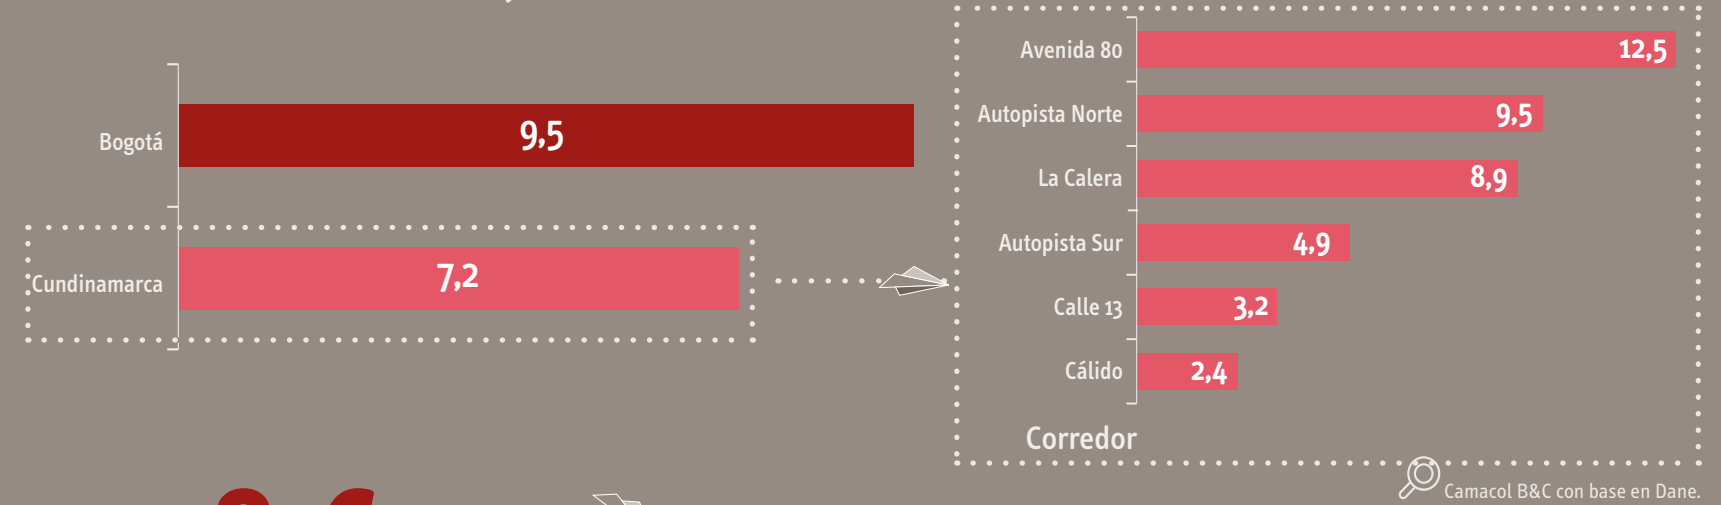 Bogotá
9,5
Cundinamarca
7,2
Avenida 80
12,5
Autopista Norte
9,5
La Calera
8,9
Autopista Sur
4,9
Calle 13
3,2
Cálido
2,4
Corredor
Camacol B&C con base en Dane.